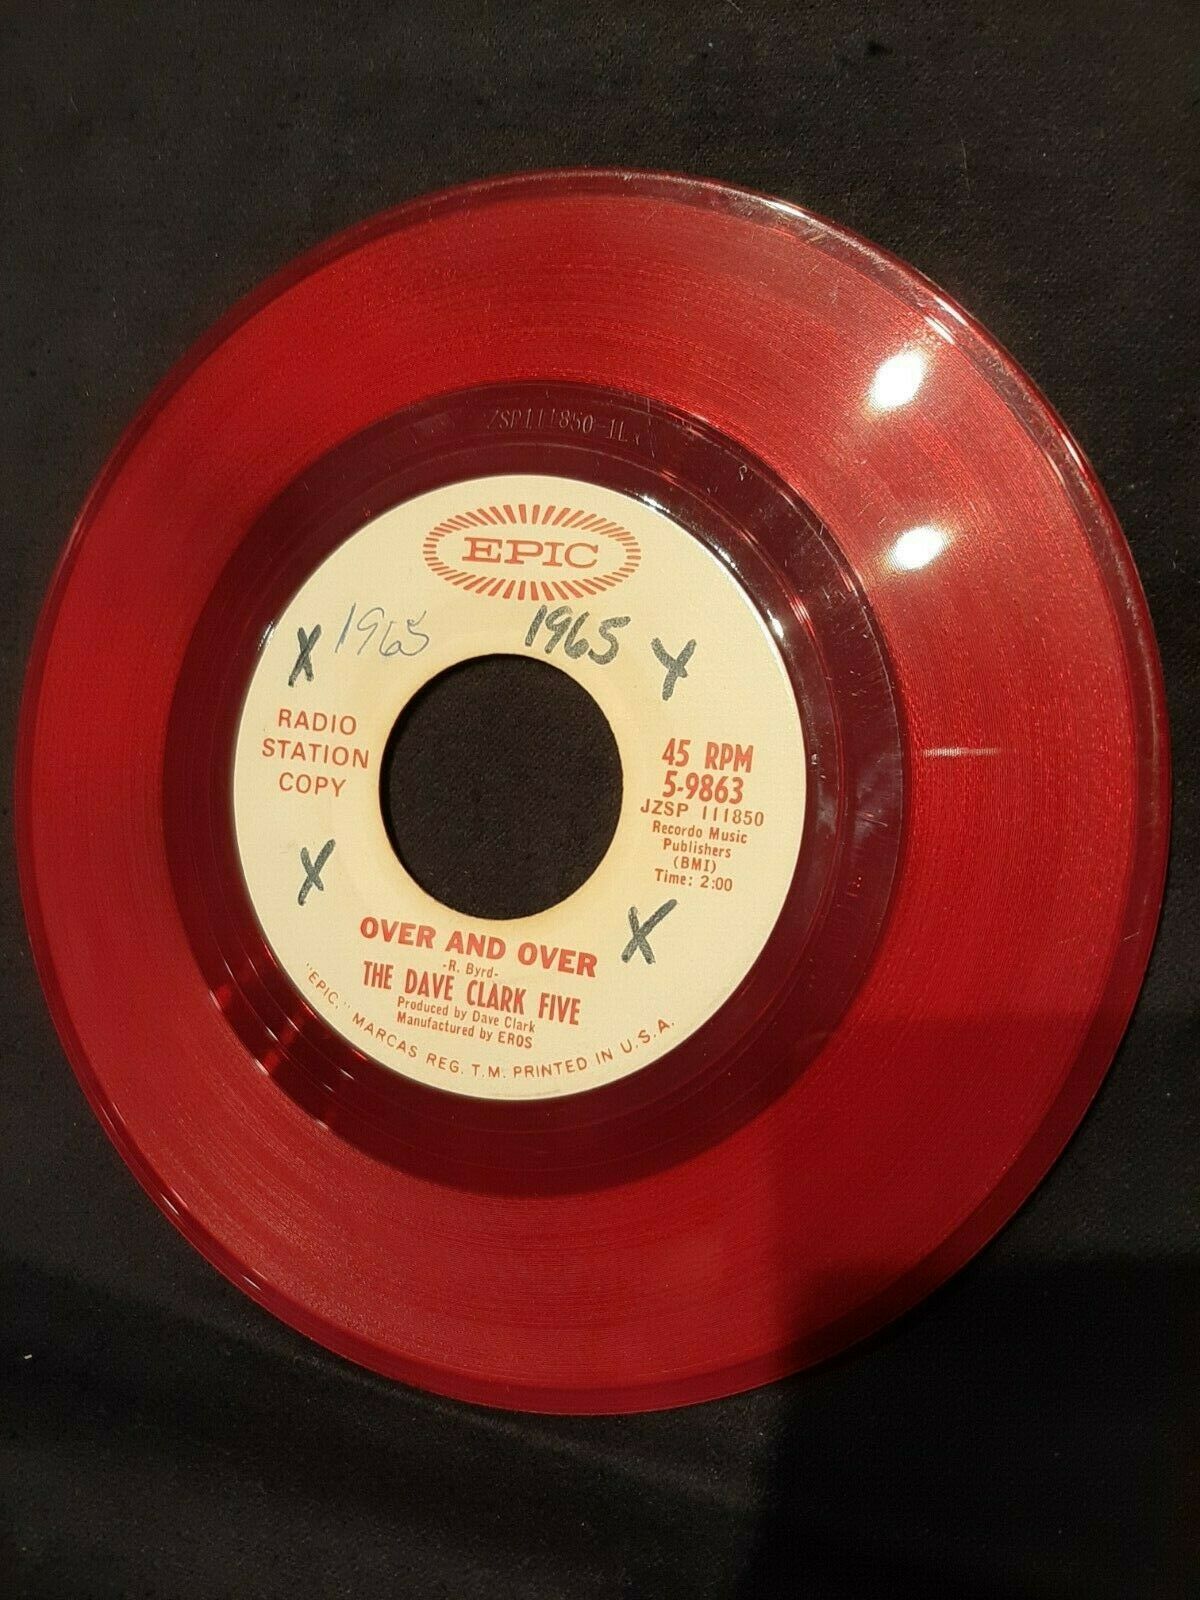 ZSP111850-1L
EPIC
1965
1965
X
X
RADIO
STATION
COPY
45 RPM
5-9863
JZSP 111850
Recordo Music
Publishers
(BMI)
Time: 2:00
X
X
OVER AND OVER
-R. Byrd-
THE DAVE CLARK FIVE
Produced by Dave Clark
Manufactured by EROS
"EPIC," MARCAS REG. T.M. PRINTED IN U.S.A.